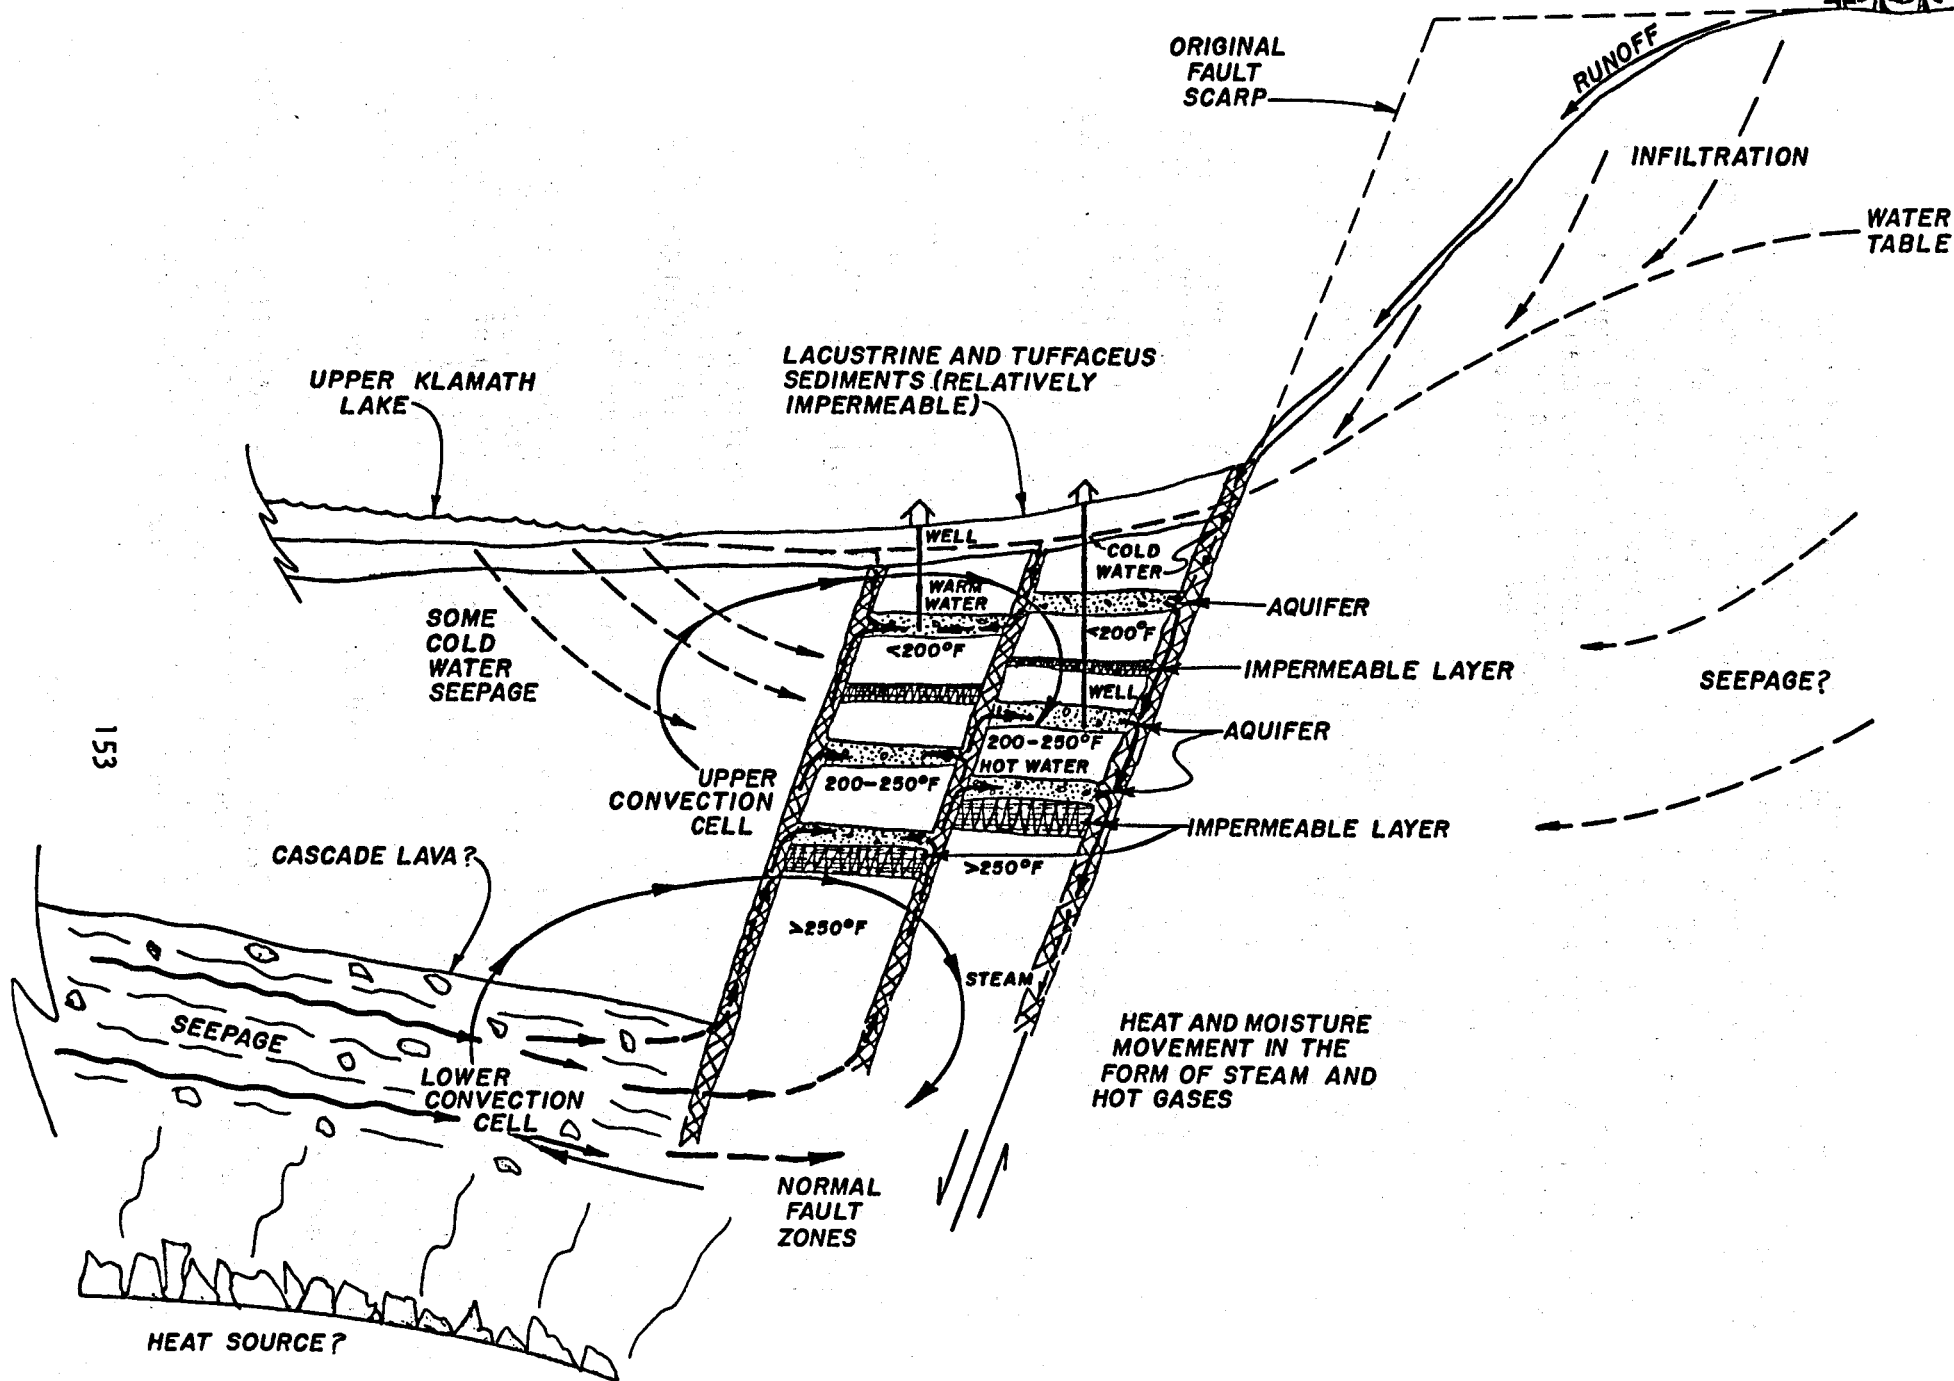 ORIGINAL
FAULT
SCARP
RUNOFF
INFILTRATION
WATER
TABLE
UPPER KLAMATH
LAKE
LACUSTRINE AND TUFFACEUS
SEDIMENTS (RELATIVELY
IMPERMEABLE)
WELL
COLD
WATER
WARM
WATER
<200°F
<200°F
AQUIFER
SOME
COLD
WATER
SEEPAGE
IMPERMEABLE LAYER
WELL
SEEPAGE?
AQUIFER
200-250°F
HOT WATER
153
UPPER
CONVECTION
CELL
200-250°F
IMPERMEABLE LAYER
CASCADE LAVA?
>250°F
>250°F
STEAM
SEEPAGE
HEAT AND MOISTURE
MOVEMENT IN THE
FORM OF STEAM AND
HOT GASES
LOWER
CONVECTION
CELL
NORMAL
FAULT
ZONES
HEAT SOURCE?